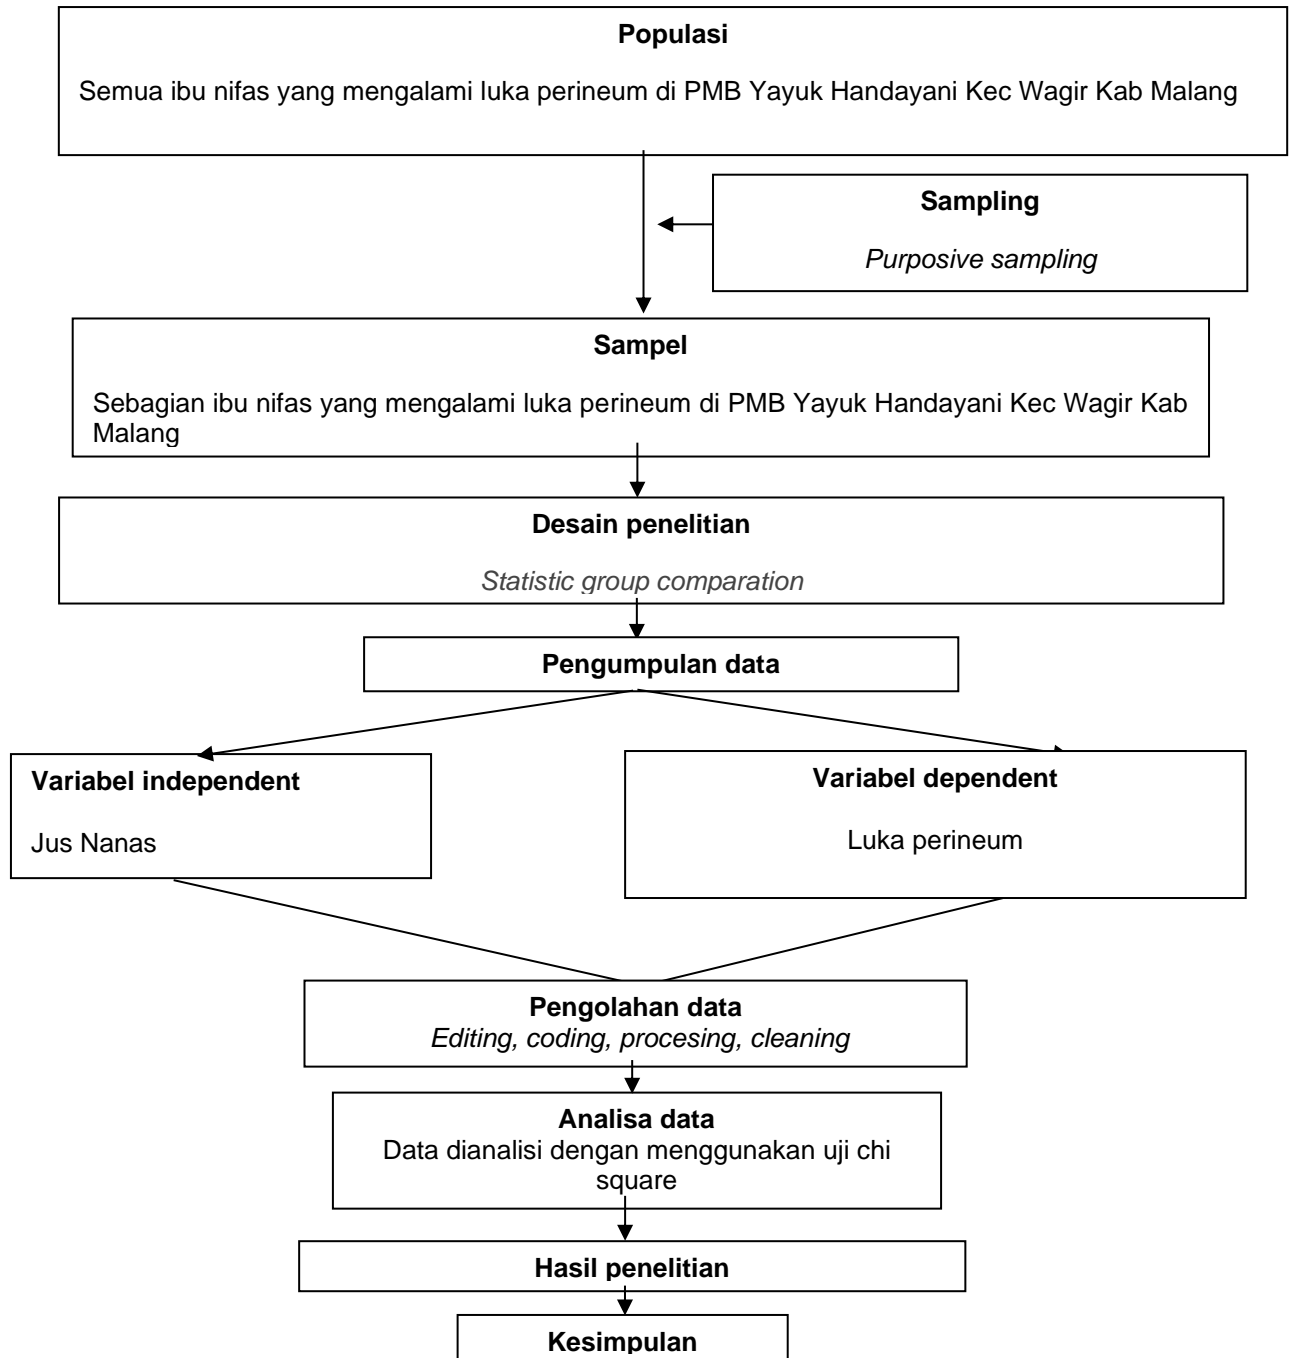 Populasi
Semua ibu nifas yang mengalami luka perineum di PMB Yayuk Handayani Kec Wagir Kab Malang
Sampling
Purposive sampling
Sampel
Sebagian ibu nifas yang mengalami luka perineum di PMB Yayuk Handayani Kec Wagir Kab
Malang
Desain penelitian
Statistic group comparation
Pengumpulan data
Variabel independent
Jus Nanas
Variabel dependent
Luka perineum
Pengolahan data
Editing, coding, procesing, cleaning
Analisa data
Data dianalisi dengan menggunakan uji chi
square
Hasil penelitian
Kesimpulan